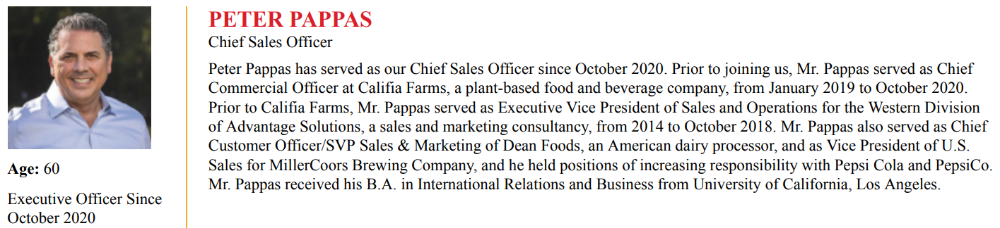 PETER PAPPAS
Chief Sales Officer
Peter Pappas has served as our Chief Sales Officer since October 2020. Prior to joining us, Mr. Pappas served as Chief
Commercial Officer at Califia Farms, a plant-based food and beverage company, from January 2019 to October 2020.
Prior to Califia Farms, Mr. Pappas served as Executive Vice President of Sales and Operations for the Western Division
of Advantage Solutions, a sales and marketing consultancy, from 2014 to October 2018. Mr. Pappas also served as Chief
Customer Officer/SVP Sales & Marketing of Dean Foods, an American dairy processor, and as Vice President of U.S.
Sales for MillerCoors Brewing Company, and he held positions of increasing responsibility with Pepsi Cola and PepsiCo.
Mr. Pappas received his B.A. in International Relations and Business from University of California, Los Angeles.
Age: 60
Executive Officer Since
October 2020